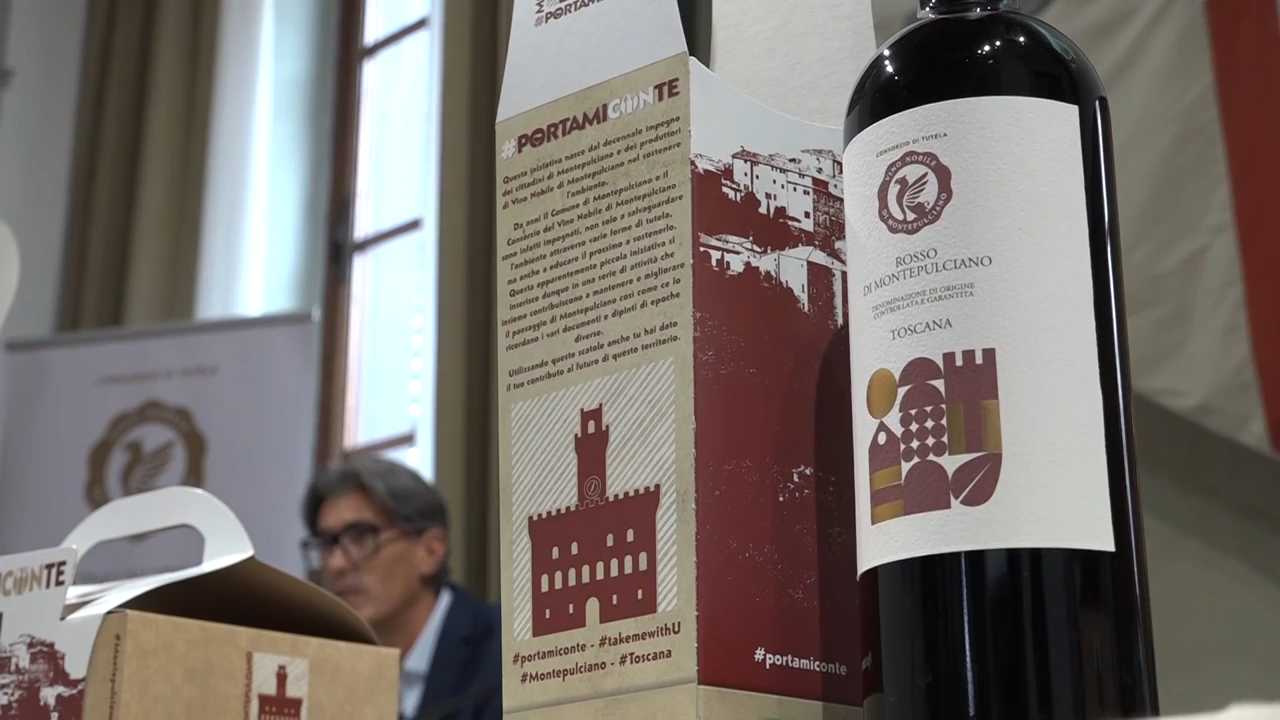 #PORTAM
#PORTAMICONTE
Questa iniziativa nasce dal decennale impegno
dei cittadini di Montepulciano e dei produttori
di Vino Nobile di Montepulciano nel sostenere
l'ambiente.
Da anni il Comune di Montepulciano e il
Consorzio del Vino Nobile di Montepulciano
sono infatti impegnati, non solo a salvaguardare
l'ambiente attraverso varie forme di tutela,
ma anche a educare il prossimo a sostenerlo.
Questa apparentemente piccola iniziativa si
inserisce dunque in una serie di attività che
insieme contribuiscono a mantenere e migliorare
il paesaggio di Montepulciano così come ce lo
ricordano i vari documenti e dipinti di epoche
diverse.
Utilizzando queste scatole anche tu hai dato
il tuo contributo al futuro di questo territorio.
#portamiconte - #takemewithU
#Montepulciano - #Toscana
#portamiconte
CONSORZIO DI TUTELA
VINO NOBILE
DI MONTEPULCIANO
ROSSO
DI MONTEPULCIANO
DENOMINAZIONE DI ORIGINE
CONTROLLATA E GARANTITA
TOSCANA
CONSORZIO DI TUTELA
ICONTE